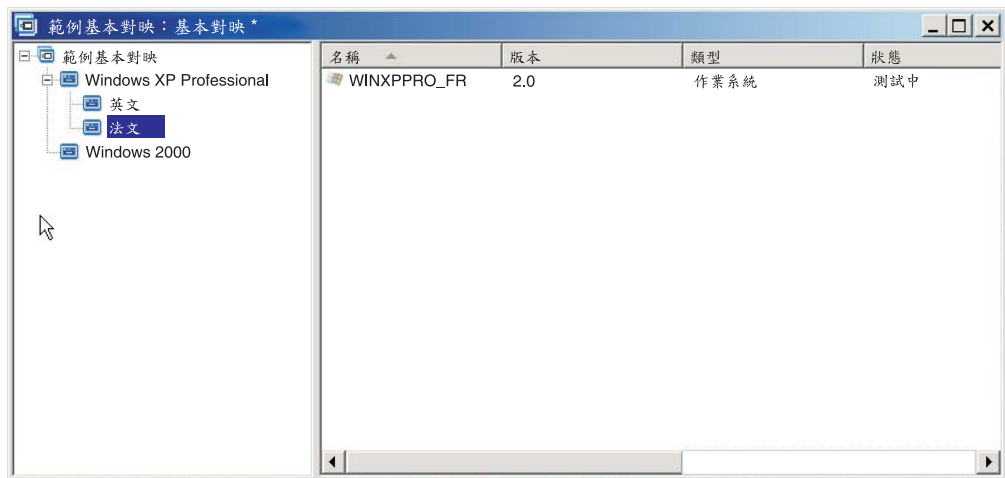 範例基本對映：基本對映 *
範例基本對映
Windows XP Professional
英文
法文
Windows 2000
名稱 版本 類型 狀態
WINXPPRO_FR 2.0 作業系統 測試中